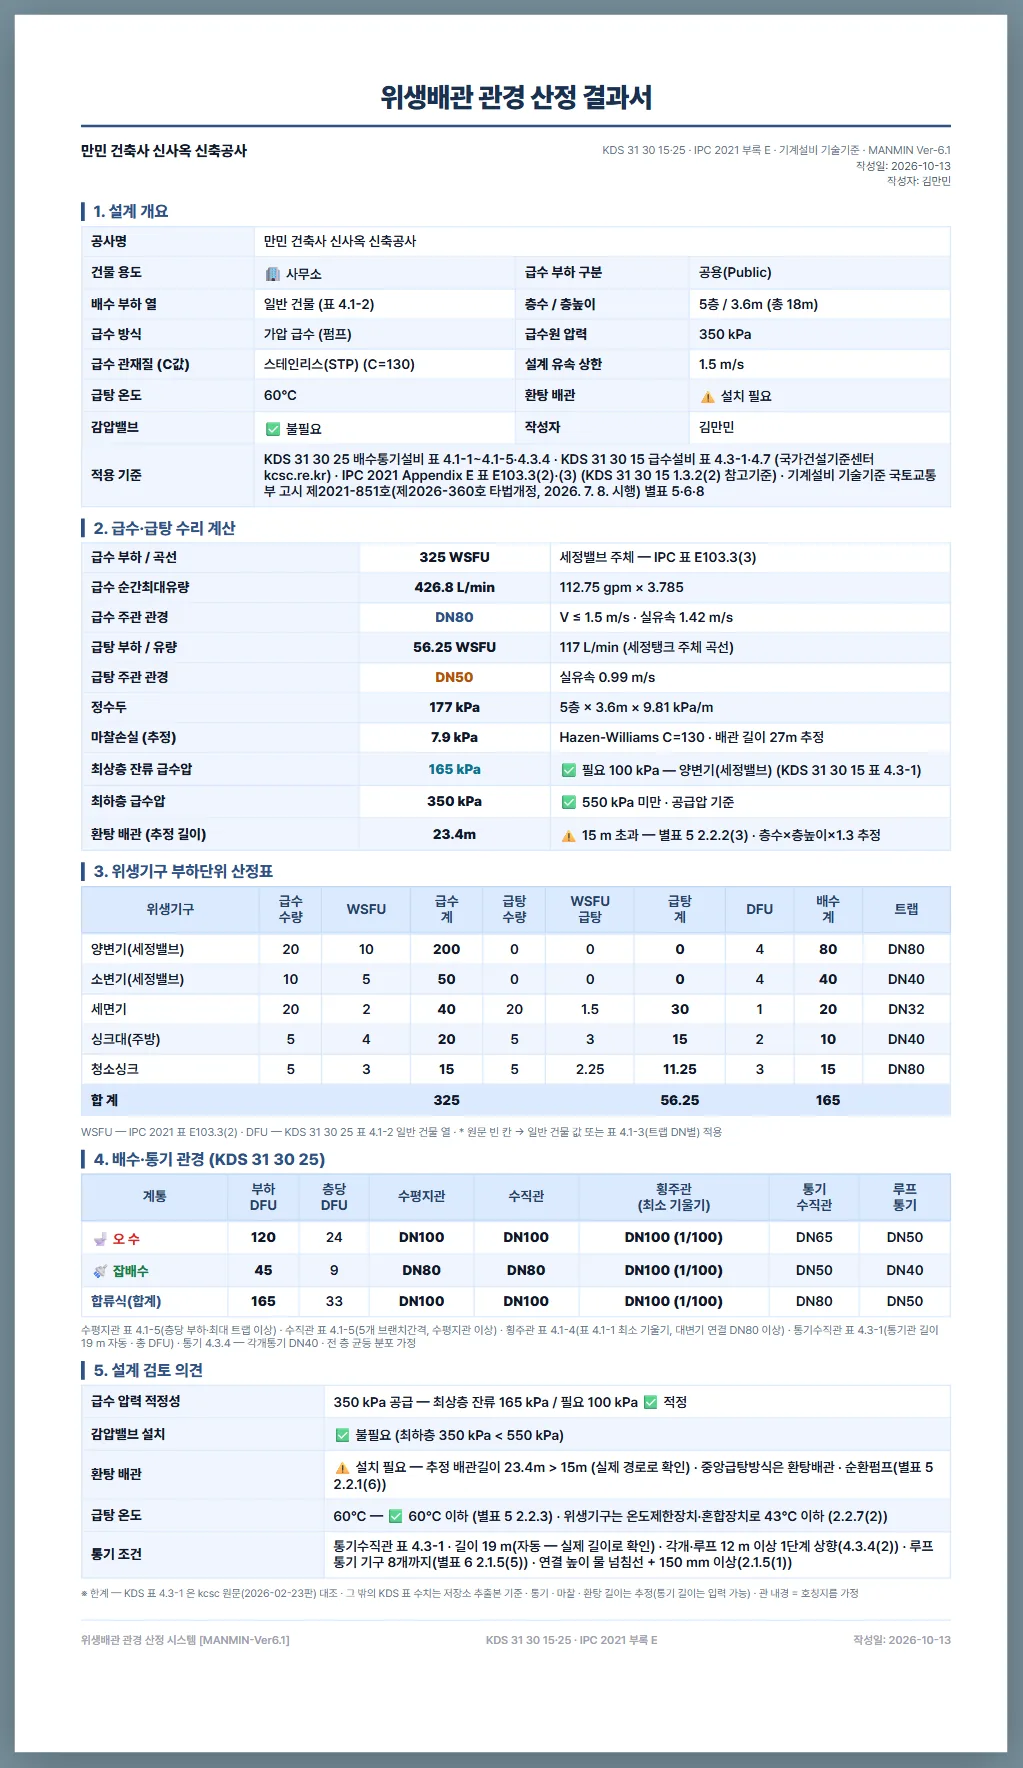 위생배관 관경 산정 결과서
만민 건축사 신사옥 신축공사
KDS 31 30 15·25 · IPC 2021 부록 E · 기계설비 기술기준 · MANMIN Ver-6.1
작성일: 2026-10-13
작성자: 김만민
1. 설계 개요
공사명 만민 건축사 신사옥 신축공사
건물 용도 🏢 사무소 급수 부하 구분 공용(Public)
배수 부하 열 일반 건물 (표 4.1-2) 층수 / 층높이 5층 / 3.6m (총 18m)
급수 방식 가압 급수 (펌프) 급수원 압력 350 kPa
급수 관재질 (C값) 스테인리스(STP) (C=130) 설계 유속 상한 1.5 m/s
급탕 온도 60°C 환탕 배관 ⚠️ 설치 필요
감압밸브 ✅ 불필요 작성자 김만민
적용 기준 KDS 31 30 25 배수통기설비 표 4.1-1~4.1-5·4.3.4 · KDS 31 30 15 급수설비 표 4.3-1·4.7 (국가건설기준센터
kcsc.re.kr) · IPC 2021 Appendix E 표 E103.3(2)·(3) (KDS 31 30 15 1.3.2(2) 참고기준) · 기계설비 기술기준 국토교통
부 고시 제2021-851호(제2026-360호 타법개정, 2026. 7. 8. 시행) 별표 5·6·8
2. 급수·급탕 수리 계산
급수 부하 / 곡선 325 WSFU 세정밸브 주체 — IPC 표 E103.3(3)
급수 순간최대유량 426.8 L/min 112.75 gpm × 3.785
급수 주관 관경 DN80 V ≤ 1.5 m/s · 실유속 1.42 m/s
급탕 부하 / 유량 56.25 WSFU 117 L/min (세정탱크 주체 곡선)
급탕 주관 관경 DN50 실유속 0.99 m/s
정수두 177 kPa 5층 × 3.6m × 9.81 kPa/m
마찰손실 (추정) 7.9 kPa Hazen-Williams C=130 · 배관 길이 27m 추정
최상층 잔류 급수압 165 kPa ✅ 필요 100 kPa — 양변기(세정밸브) (KDS 31 30 15 표 4.3-1)
최하층 급수압 350 kPa ✅ 550 kPa 미만 · 공급압 기준
환탕 배관 (추정 길이) 23.4m ⚠️ 15 m 초과 — 별표 5 2.2.2(3) · 층수×층높이×1.3 추정
3. 위생기구 부하단위 산정표
위생기구 급수 수량 WSFU 급수 계 급탕 수량 WSFU 급탕 급탕 계 DFU 배수 계 트랩
양변기(세정밸브) 20 10 200 0 0 0 4 80 DN80
소변기(세정밸브) 10 5 50 0 0 0 4 40 DN40
세면기 20 2 40 20 1.5 30 1 20 DN32
싱크대(주방) 5 4 20 5 3 15 2 10 DN40
청소싱크 5 3 15 5 2.25 11.25 3 15 DN80
합 계 325 56.25 165
WSFU — IPC 2021 표 E103.3(2) · DFU — KDS 31 30 25 표 4.1-2 일반 건물 열 · * 원문 빈 칸 → 일반 건물 값 또는 표 4.1-3(트랩 DN별) 적용
4. 배수·통기 관경 (KDS 31 30 25)
계통 부하 DFU 층당 DFU 수평지관 수직관 횡주관 (최소 기울기) 통기 수직관 루프 통기
🚽 오 수 120 24 DN100 DN100 DN100 (1/100) DN65 DN50
🚿 잡배수 45 9 DN80 DN80 DN100 (1/100) DN50 DN40
합류식(합계) 165 33 DN100 DN100 DN100 (1/100) DN80 DN50
수평지관 표 4.1-5(층당 부하·최대 트랩 이상) · 수직관 표 4.1-5(5개 브랜치간격, 수평지관 이상) · 횡주관 표 4.1-4(표 4.1-1 최소 기울기, 대변기 연결 DN80 이상) · 통기수직관 표 4.3-1(통기관 길이
19 m 자동 · 총 DFU) · 통기 4.3.4 — 각개통기 DN40 · 전 층 균등 분포 가정
5. 설계 검토 의견
급수 압력 적정성 350 kPa 공급 — 최상층 잔류 165 kPa / 필요 100 kPa ✅ 적정
감압밸브 설치 ✅ 불필요 (최하층 350 kPa < 550 kPa)
환탕 배관 ⚠️ 설치 필요 — 추정 배관길이 23.4m > 15m (실제 경로로 확인) · 중앙급탕방식은 환탕배관 · 순환펌프(별표 5
2.2.1(6))
급탕 온도 60°C — ✅ 60°C 이하 (별표 5 2.2.3) · 위생기구는 온도제한장치·혼합장치로 43°C 이하 (2.2.7(2))
통기 조건 통기수직관 표 4.3-1 · 길이 19 m(자동 — 실제 길이로 확인) · 각개·루프 12 m 이상 1단계 상향(4.3.4(2)) · 루프
통기 기구 8개까지(별표 6 2.1.5(5)) · 연결 높이 물 넘침선 + 150 mm 이상(2.1.5(1))
※ 한계 — KDS 표 4.3-1 은 kcsc 원문(2026-02-23판) 대조 · 그 밖의 KDS 표 수치는 저장소 추출본 기준 · 통기 · 마찰 · 환탕 길이는 추정(통기 길이는 입력 가능) · 관 내경 = 호칭지름 가정
위생배관 관경 산정 시스템 [MANMIN-Ver6.1] KDS 31 30 15·25 · IPC 2021 부록 E 작성일: 2026-10-13